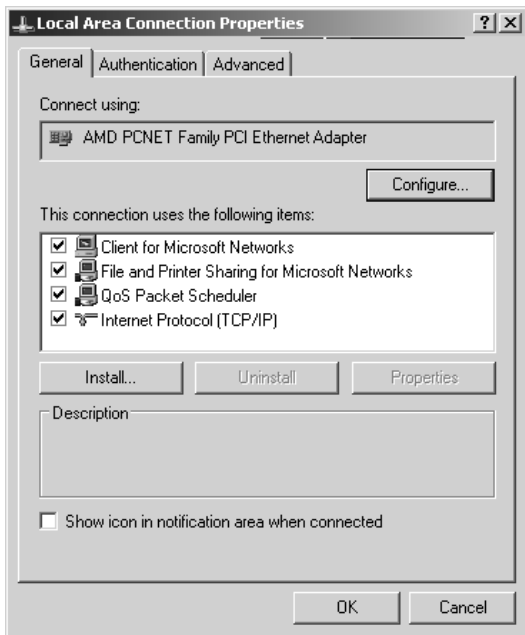 Local Area Connection Properties
General Authentication Advanced
Connect using:
AMD PCNET Family PCI Ethernet Adapter
Configure...
This connection uses the following items:
Client for Microsoft Networks
File and Printer Sharing for Microsoft Networks
QoS Packet Scheduler
Internet Protocol (TCP/IP)
Install... Uninstall Properties
Description
Show icon in notification area when connected
OK Cancel